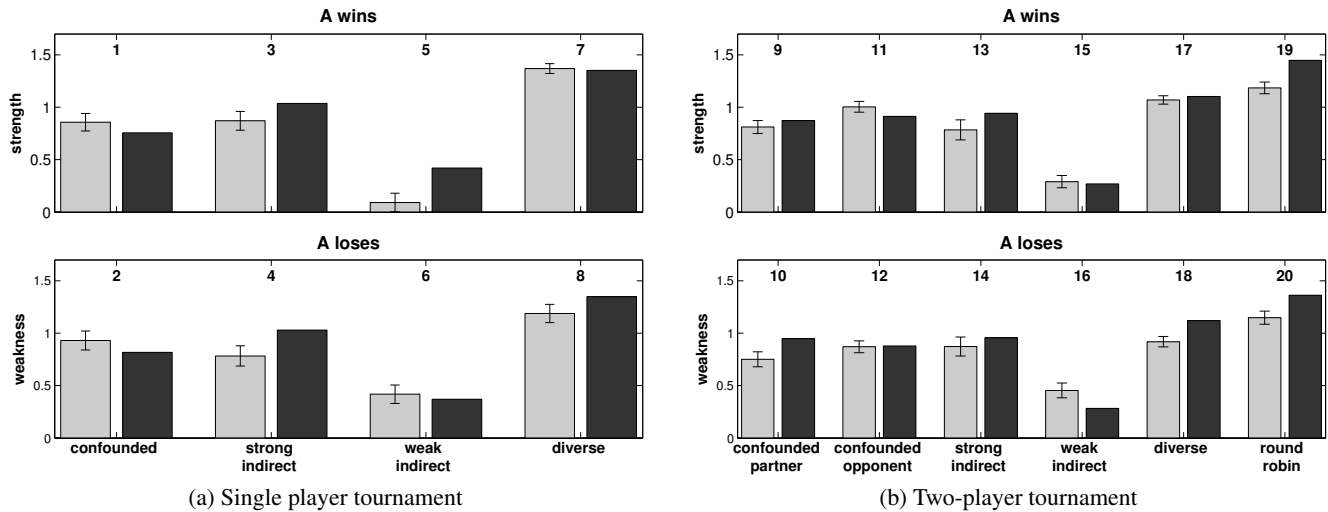 A wins
1 3 5 7
1.5
1
0.5
0
strength
A loses
2 4 6 8
1.5
1
0.5
0
weakness
confounded strong indirect weak indirect diverse
(a) Single player tournament
A wins
9 11 13 15 17 19
1.5
1
0.5
0
strength
A loses
10 12 14 16 18 20
1.5
1
0.5
0
weakness
confounded partner confounded opponent strong indirect weak indirect diverse round robin
(b) Two-player tournament